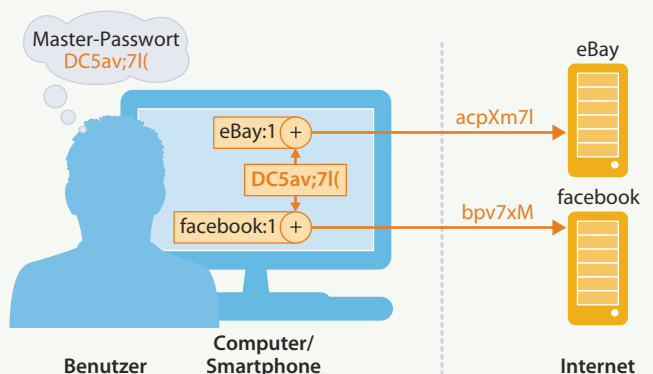 Master-Passwort
DC5av;7l(
eBay
eBay:1 +
acpXm7l
DC5av;7l(
facebook
facebook:1 +
bpv7xM
Benutzer
Computer/
Smartphone
Internet